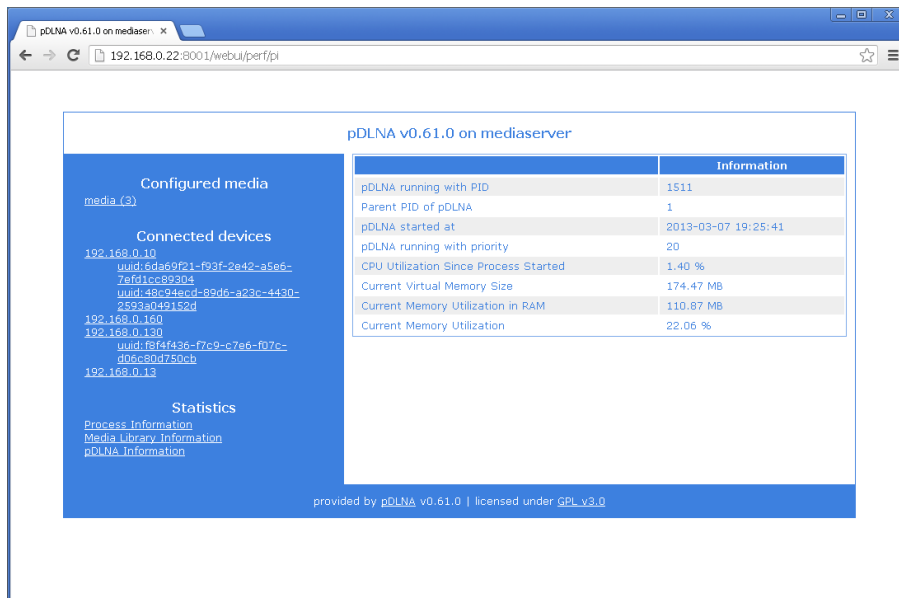 pDLNA v0.61.0 on mediaserv
192.168.0.22:8001/webui/perf/pi
pDLNA v0.61.0 on mediaserver
Configured media
media (3)
Connected devices
192.168.0.10
uuid:6da69f21-f93f-2e42-a5e6-
7efd1cc89304
uuid:48c94ecd-89d6-a23c-4430-
2593a049152d
192.168.0.160
192.168.0.130
uuid:f8f4f436-f7c9-c7e6-f07c-
d06c80d750cb
192.168.0.13
Statistics
Process Information
Media Library Information
pDLNA Information
Information
pDLNA running with PID 1511
Parent PID of pDLNA 1
pDLNA started at 2013-03-07 19:25:41
pDLNA running with priority 20
CPU Utilization Since Process Started 1.40 %
Current Virtual Memory Size 174.47 MB
Current Memory Utilization in RAM 110.87 MB
Current Memory Utilization 22.06 %
provided by pDLNA v0.61.0 | licensed under GPL v3.0